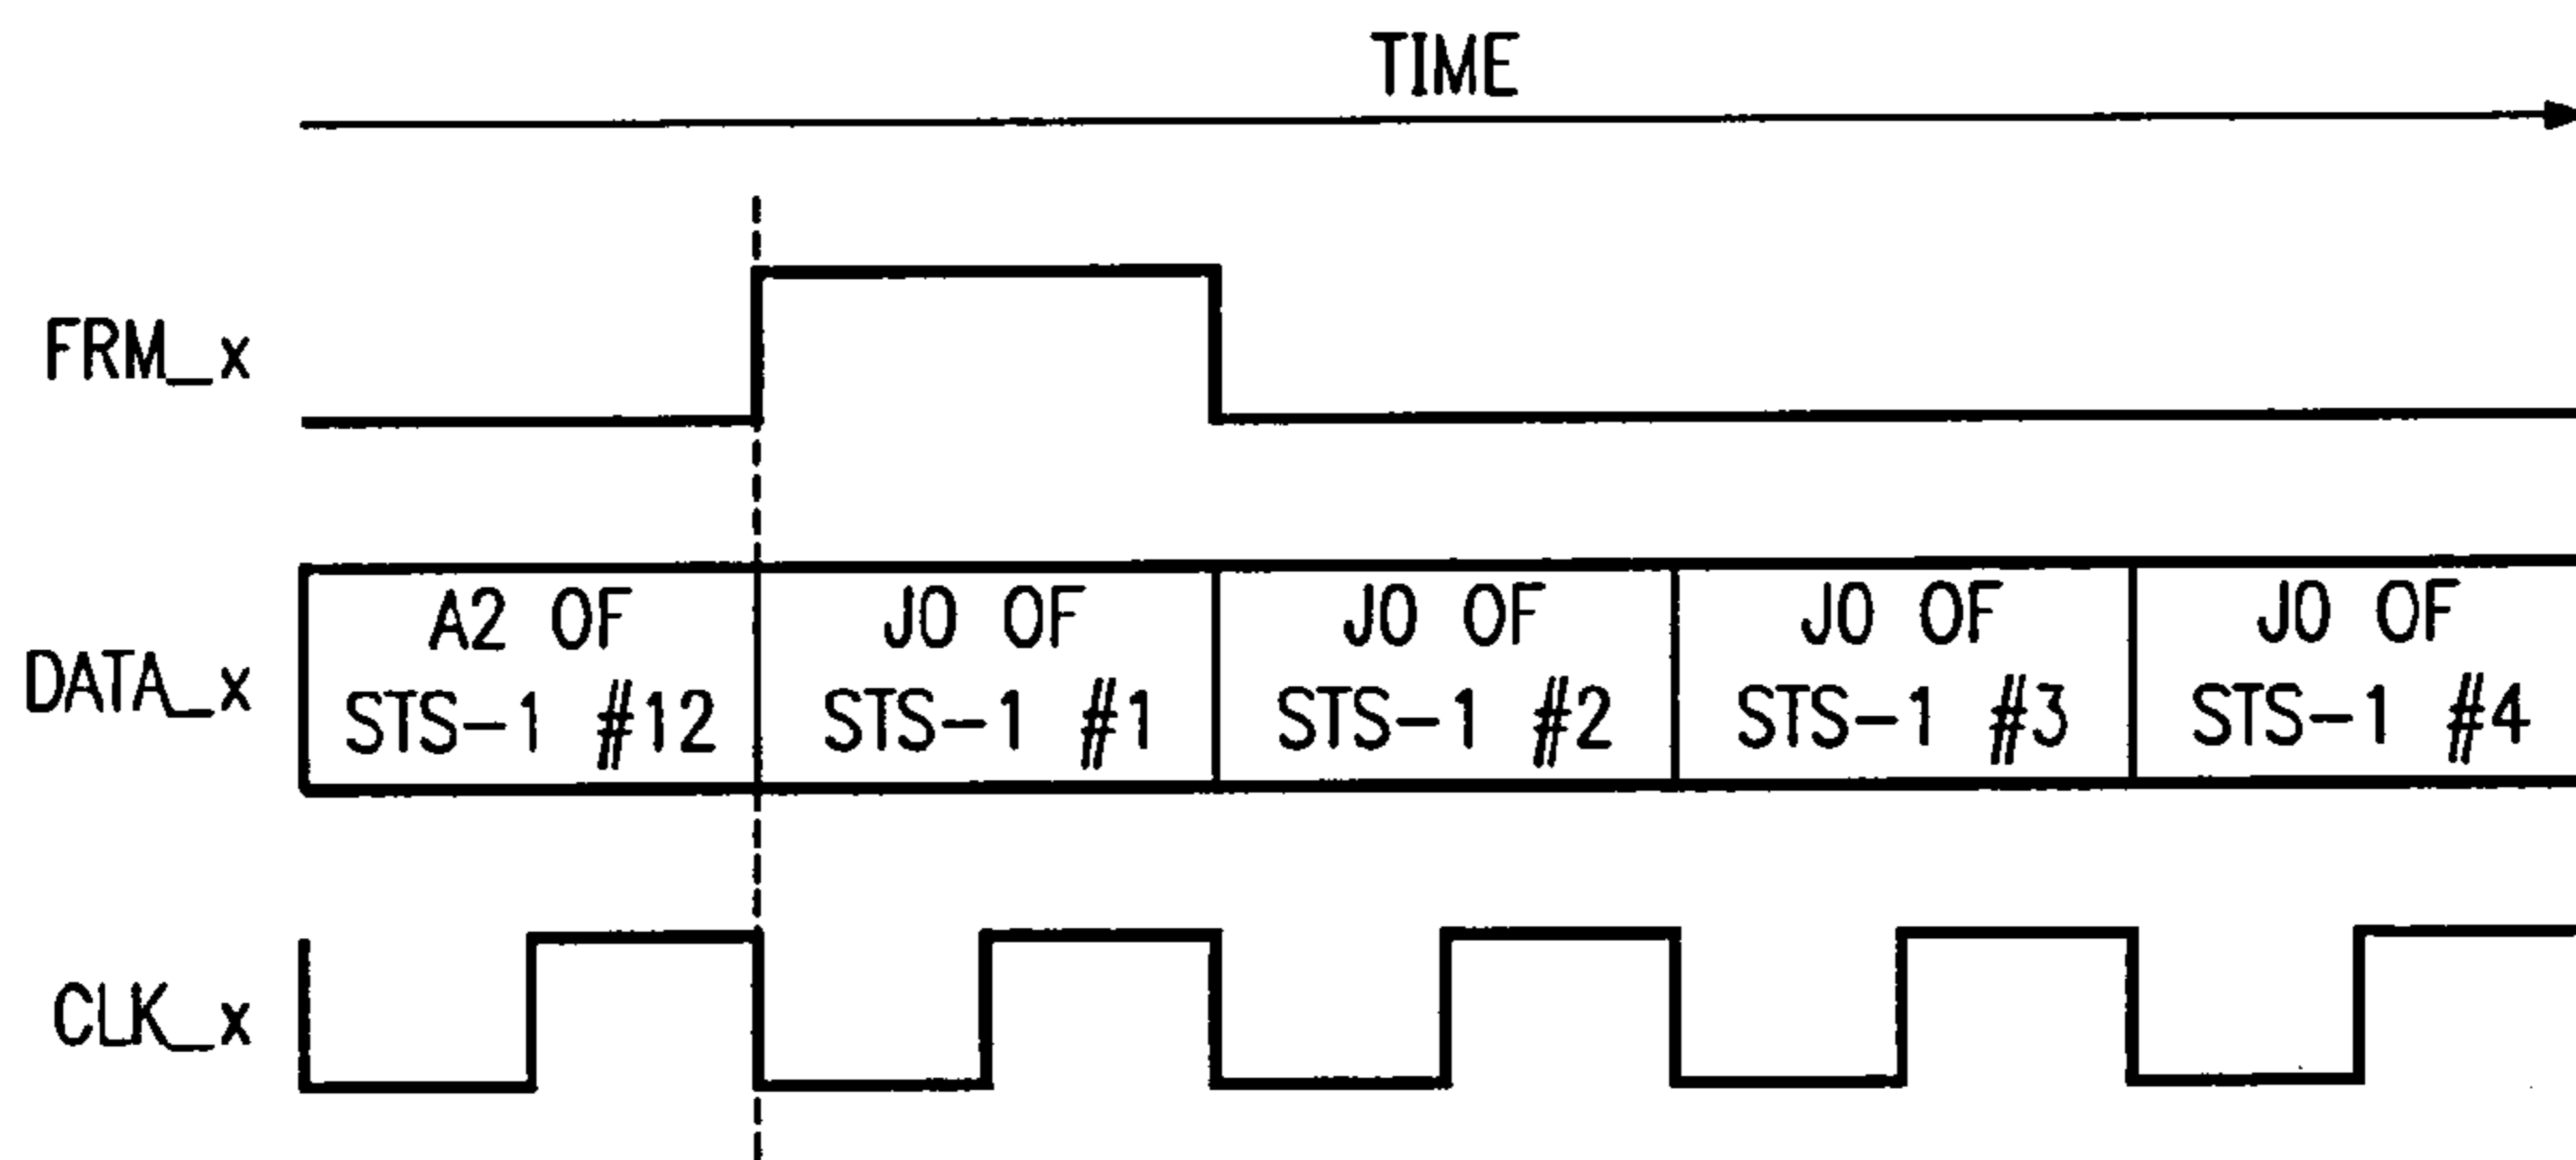 TIME
FRM_x
DATA_x
A2 OF
STS-1 #12
J0 OF
STS-1 #1
J0 OF
STS-1 #2
J0 OF
STS-1 #3
J0 OF
STS-1 #4
CLK_x